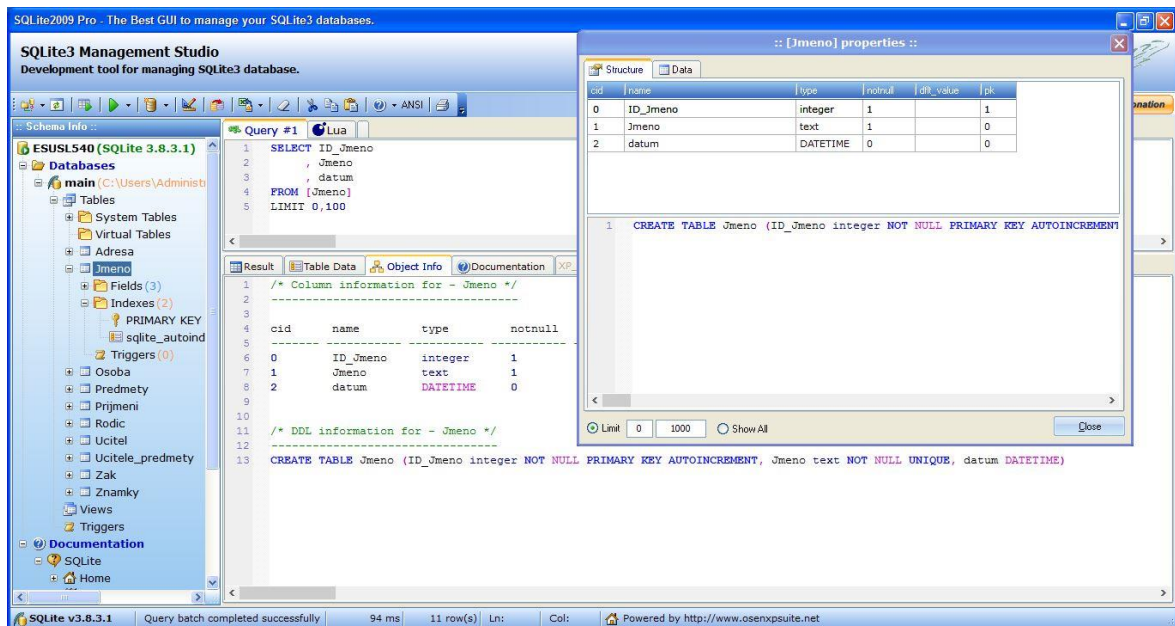 SQLite2009 Pro - The Best GUI to manage your SQLite3 databases.
SQLite3 Management Studio
Development tool for managing SQLite3 database.
ANSI
:: Schema Info ::
ESUSL540 (SQLite 3.8.3.1)
Databases
main (C:\Users\Administr
Tables
System Tables
Virtual Tables
Adresa
Jmeno
Fields (3)
Indexes (2)
PRIMARY KEY
sqlite_autoind
Triggers (0)
Osoba
Predmety
Prijmeni
Rodic
Ucitel
Ucitele_predmety
Zak
Znamky
Views
Triggers
Documentation
SQLite
Home
Query #1 Lua
1 SELECT ID_Jmeno
2 , Jmeno
3 , datum
4 FROM [Jmeno]
5 LIMIT 0,100
Result Table Data Object Info Documentation XP_
1 /* Column information for - Jmeno */
2 -----------------------------------
3
4 cid name type notnull
5 ------- ----------- ---------- -----------
6 0 ID_Jmeno integer 1
7 1 Jmeno text 1
8 2 datum DATETIME 0
9
10
11 /* DDL information for - Jmeno */
12 --------------------------------
13 CREATE TABLE Jmeno (ID_Jmeno integer NOT NULL PRIMARY KEY AUTOINCREMENT, Jmeno text NOT NULL UNIQUE, datum DATETIME)
:: [Jmeno] properties ::
Structure Data
cid name type notnull dflt_value pk
0 ID_Jmeno integer 1 1
1 Jmeno text 1 0
2 datum DATETIME 0 0
1 CREATE TABLE Jmeno (ID_Jmeno integer NOT NULL PRIMARY KEY AUTOINCREMENT
Limit 0 1000 Show All Close
onation
SQLite v3.8.3.1 Query batch completed successfully 94 ms 11 row(s) Ln: Col: Powered by http://www.osenxpsuite.net